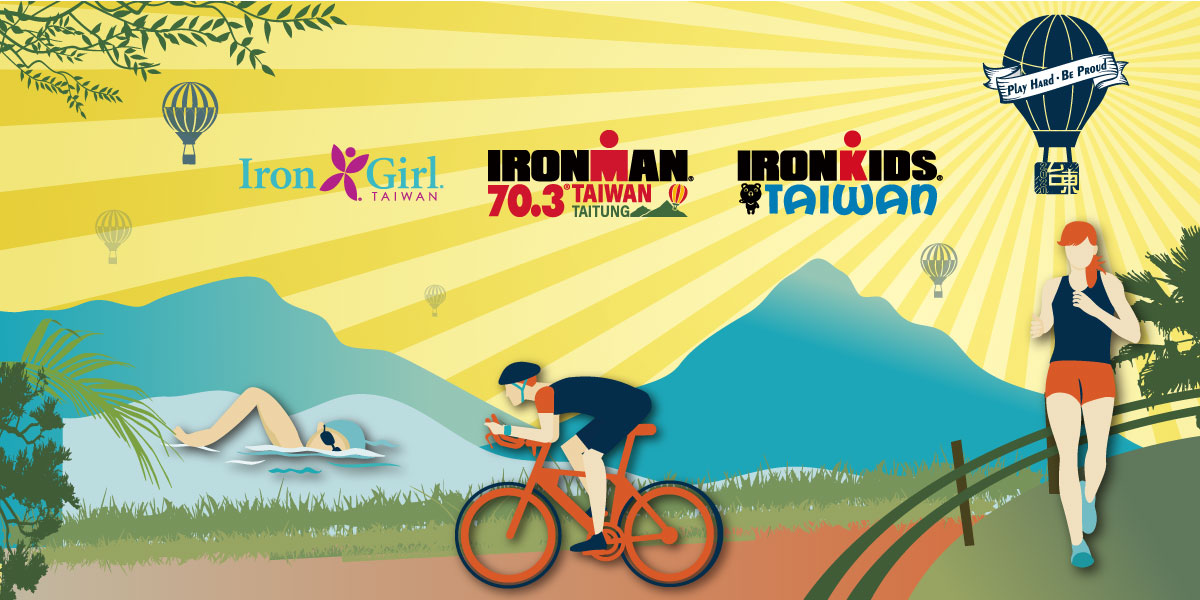 Play Hard • Be Proud
台東
Iron Girl®
TAIWAN
IRONMAN®
70.3® TAIWAN
TAITUNG
IRONKIDS®
TAIWAN